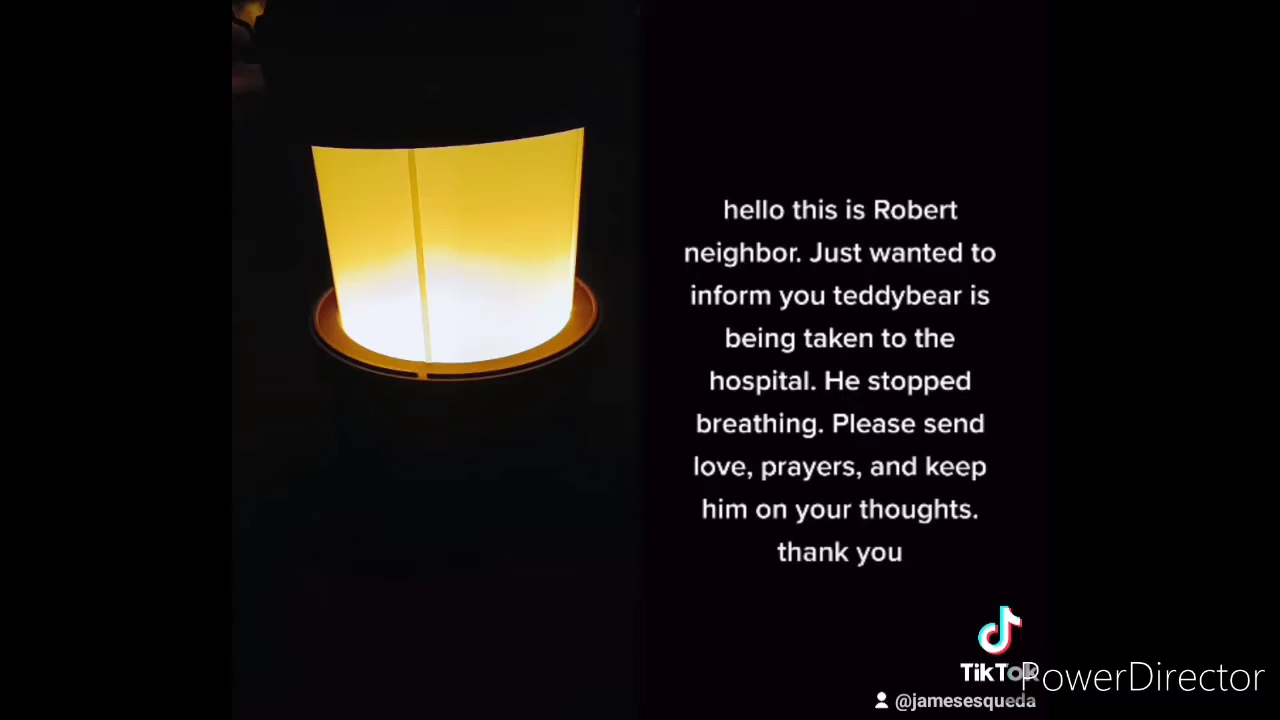 hello this is Robert
neighbor. Just wanted to
inform you teddybear is
being taken to the
hospital. He stopped
breathing. Please send
love, prayers, and keep
him on your thoughts.
thank you
TikTok
@jamesesqueda
PowerDirector